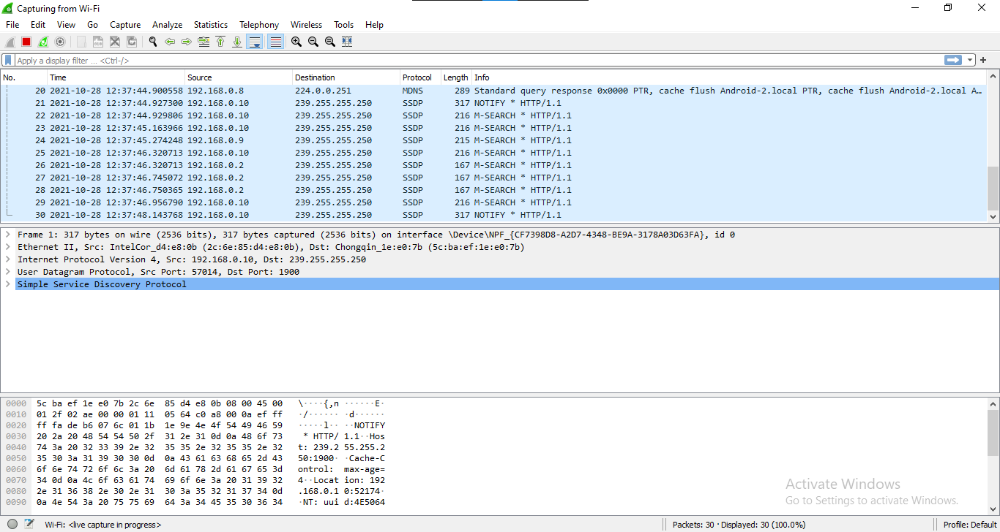 Capturing from Wi-Fi
File Edit View Go Capture Analyze Statistics Telephony Wireless Tools Help
Apply a display filter ... <Ctrl-/>
No. Time Source Destination Protocol Length Info
20 2021-10-28 12:37:44.900558 192.168.0.8 224.0.0.251 MDNS 289 Standard query response 0x0000 PTR, cache flush Android-2.local PTR, cache flush Android-2.local A…
21 2021-10-28 12:37:44.927300 192.168.0.10 239.255.255.250 SSDP 317 NOTIFY * HTTP/1.1
22 2021-10-28 12:37:44.929806 192.168.0.10 239.255.255.250 SSDP 216 M-SEARCH * HTTP/1.1
23 2021-10-28 12:37:45.163966 192.168.0.10 239.255.255.250 SSDP 216 M-SEARCH * HTTP/1.1
24 2021-10-28 12:37:45.274248 192.168.0.9 239.255.255.250 SSDP 215 M-SEARCH * HTTP/1.1
25 2021-10-28 12:37:46.320713 192.168.0.10 239.255.255.250 SSDP 216 M-SEARCH * HTTP/1.1
26 2021-10-28 12:37:46.320713 192.168.0.2 239.255.255.250 SSDP 167 M-SEARCH * HTTP/1.1
27 2021-10-28 12:37:46.745072 192.168.0.2 239.255.255.250 SSDP 167 M-SEARCH * HTTP/1.1
28 2021-10-28 12:37:46.750365 192.168.0.2 239.255.255.250 SSDP 167 M-SEARCH * HTTP/1.1
29 2021-10-28 12:37:46.956790 192.168.0.10 239.255.255.250 SSDP 216 M-SEARCH * HTTP/1.1
30 2021-10-28 12:37:48.143768 192.168.0.10 239.255.255.250 SSDP 317 NOTIFY * HTTP/1.1
Frame 1: 317 bytes on wire (2536 bits), 317 bytes captured (2536 bits) on interface \Device\NPF_{CF7398D8-A2D7-4348-BE9A-3178A03D63FA}, id 0
Ethernet II, Src: IntelCor_d4:e8:0b (2c:6e:85:d4:e8:0b), Dst: Chongqin_1e:e0:7b (5c:ba:ef:1e:e0:7b)
Internet Protocol Version 4, Src: 192.168.0.10, Dst: 239.255.255.250
User Datagram Protocol, Src Port: 57014, Dst Port: 1900
Simple Service Discovery Protocol
0000 5c ba ef 1e e0 7b 2c 6e 85 d4 e8 0b 08 00 45 00 \····{,n ······E·
0010 01 2f 02 ae 00 00 01 11 05 64 c0 a8 00 0a ef ff ·/······ ·d······
0020 ff fa de b6 07 6c 01 1b 1e 9e 4e 4f 54 49 46 59 ·····l·· ··NOTIFY
0030 20 2a 20 48 54 54 50 2f 31 2e 31 0d 0a 48 6f 73 * HTTP/ 1.1··Hos
0040 74 3a 20 32 33 39 2e 32 35 35 2e 32 35 35 2e 32 t: 239.2 55.255.2
0050 35 30 3a 31 39 30 30 0d 0a 43 61 63 68 65 2d 43 50:1900· ·Cache-C
0060 6f 6e 74 72 6f 6c 3a 20 6d 61 78 2d 61 67 65 3d ontrol: max-age=
0070 34 0d 0a 4c 6f 63 61 74 69 6f 6e 3a 20 31 39 32 4··Locat ion: 192
0080 2e 31 36 38 2e 30 2e 31 30 3a 35 32 31 37 34 0d .168.0.1 0:52174·
0090 0a 4e 54 3a 20 75 75 69 64 3a 34 45 35 30 36 34 ·NT: uui d:4E5064
Activate Windows
Go to Settings to activate Windows.
Wi-Fi: <live capture in progress> Packets: 30 · Displayed: 30 (100.0%) Profile: Default